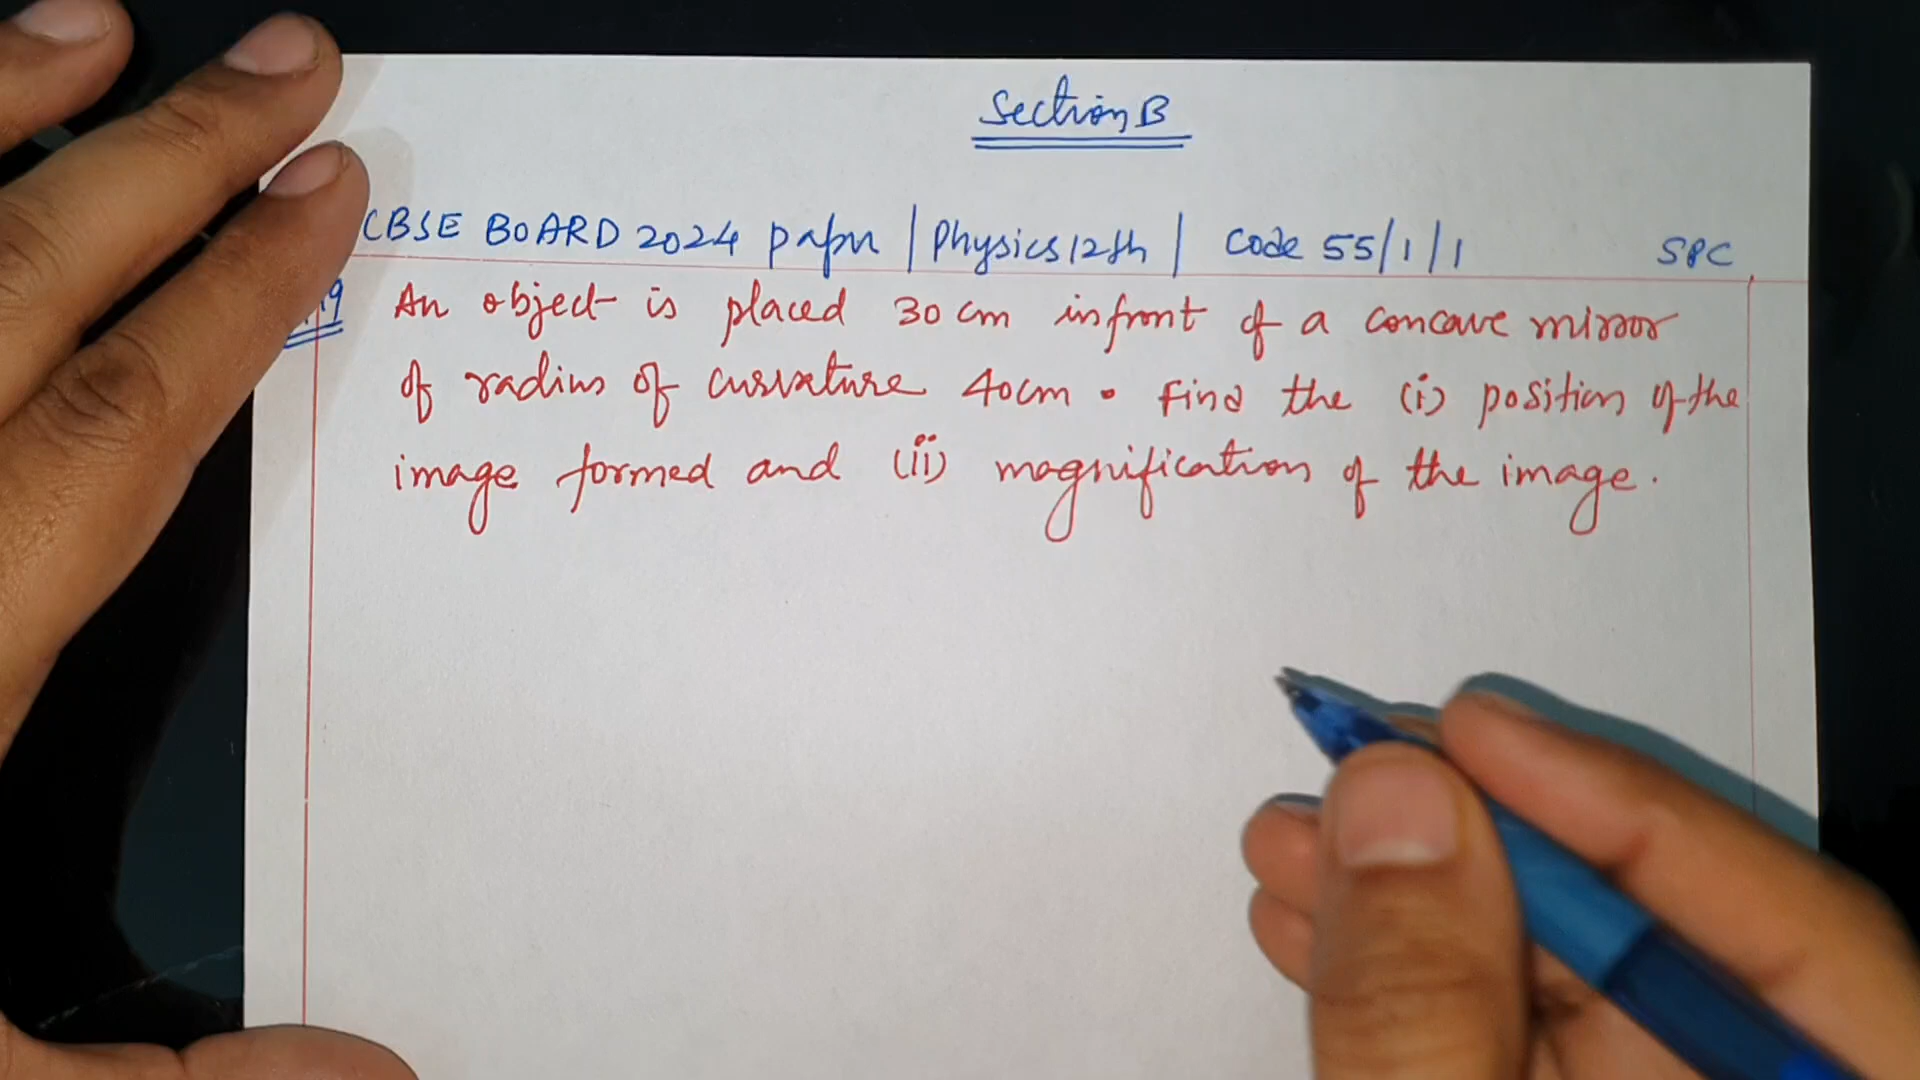 Section B
CBSE BOARD 2024 paper | Physics 12th | Code 55/1/1 SPC
19 An object is placed 30 cm infront of a concave mirror
of radius of curvature 40cm. Find the (i) position of the
image formed and (ii) magnification of the image.